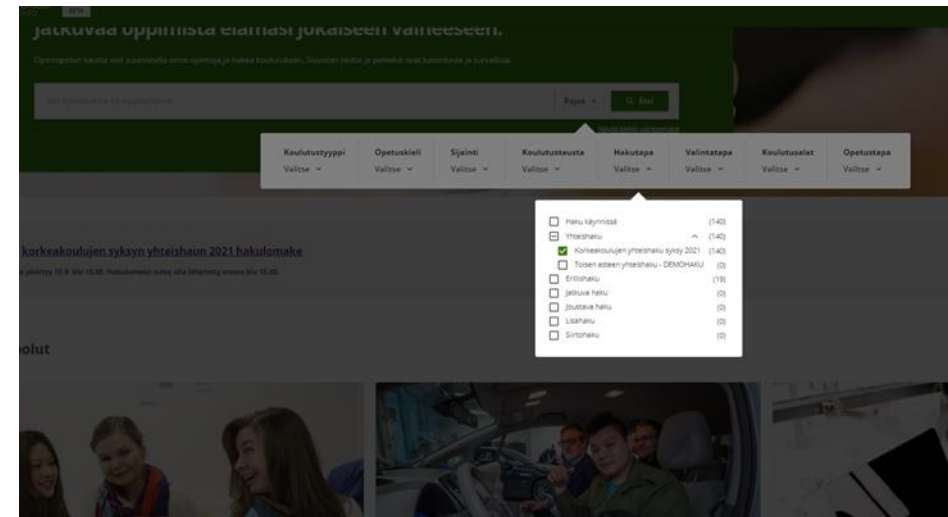 BETA
jatkuvaa oppimista elämäsi jokaiseen vaiheeseen.
Rajaa
Etsi
Koulutustyyppi Opetuskieli Sijainti Koulutustausta Hakutapa Valintatapa Koulutusalat Opetustapa
Valitse Valitse Valitse Valitse Valitse Valitse Valitse Valitse
Haku käynnissä (140)
Yhteishaku (140)
Korkeakoulujen yhteishaku syksy 2021 (140)
Toisen asteen yhteishaku - DEMOHAKU (0)
Erillishaku (19)
Jatkuva haku (0)
Joustava haku (0)
Lisähaku (0)
Siirtohaku (0)
korkeakoulujen syksyn yhteishaun 2021 hakulomake
polut